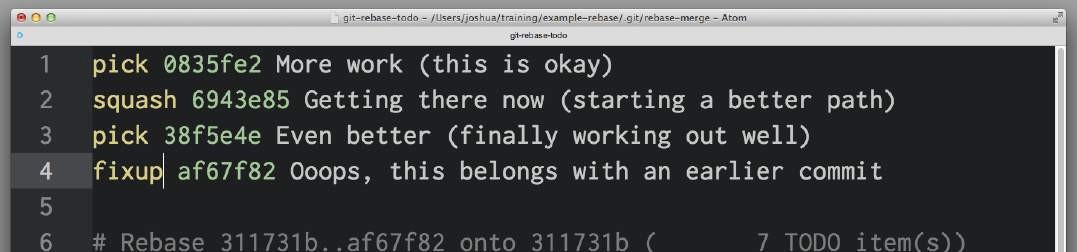 git-rebase-todo - /Users/joshua/training/example-rebase/.git/rebase-merge - Atom
git-rebase-todo
1 pick 0835fe2 More work (this is okay)
2 squash 6943e85 Getting there now (starting a better path)
3 pick 38f5e4e Even better (finally working out well)
4 fixup af67f82 Ooops, this belongs with an earlier commit
5
6 # Rebase 311731b..af67f82 onto 311731b ( 7 TODO item(s))